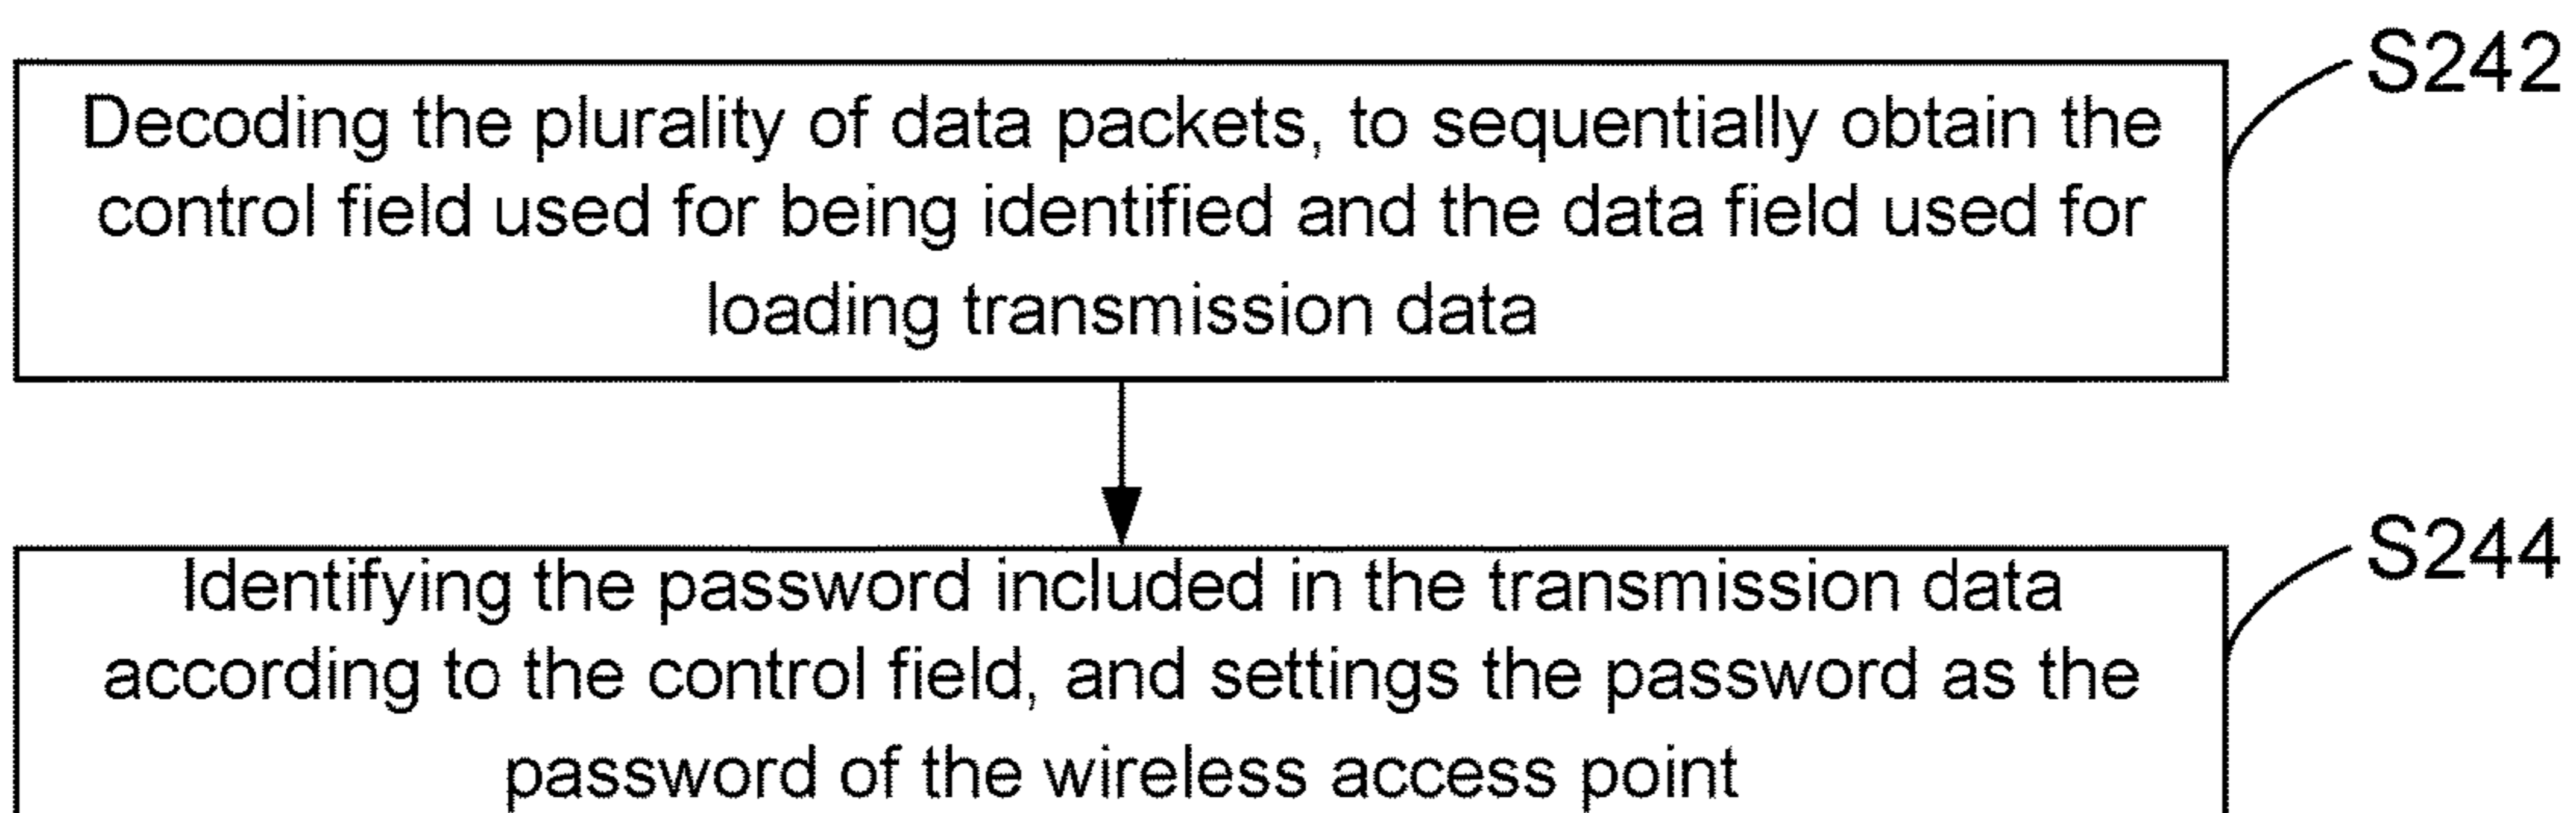 S242
Decoding the plurality of data packets, to sequentially obtain the
control field used for being identified and the data field used for
loading transmission data
S244
Identifying the password included in the transmission data
according to the control field, and settings the password as the
password of the wireless access point